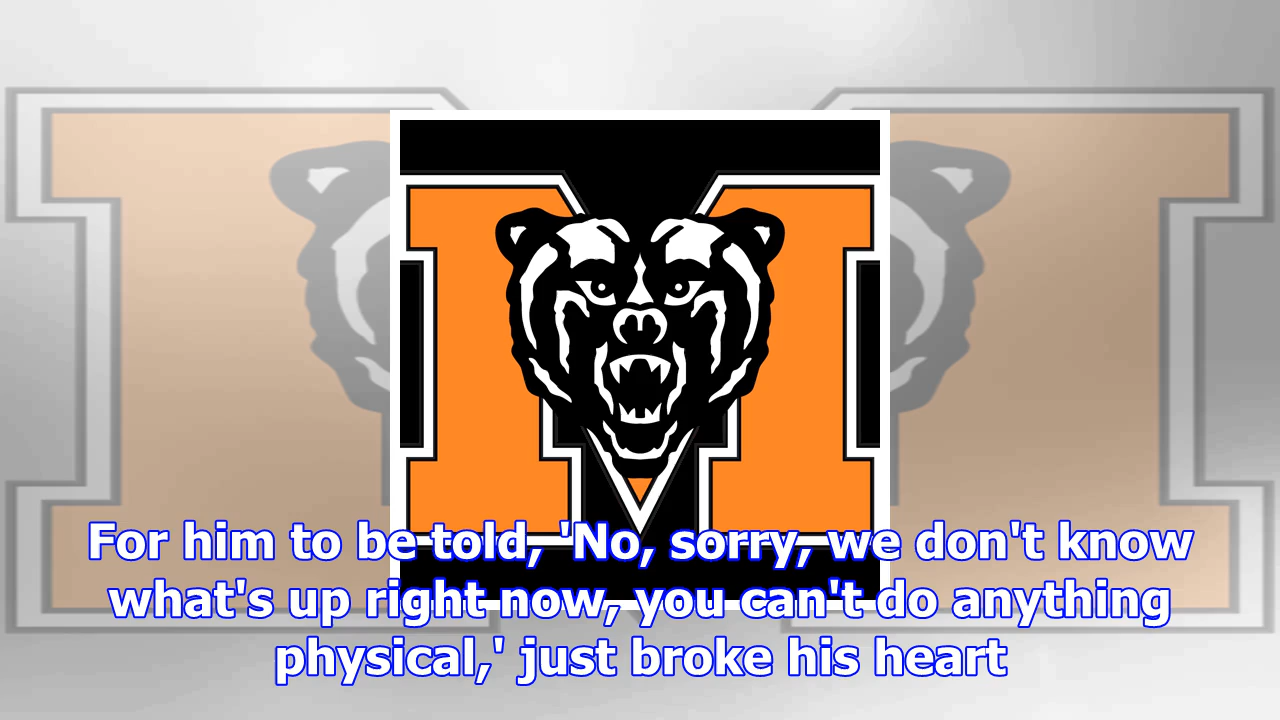 M
For him to be told, 'No, sorry, we don't know
what's up right now, you can't do anything
physical,' just broke his heart